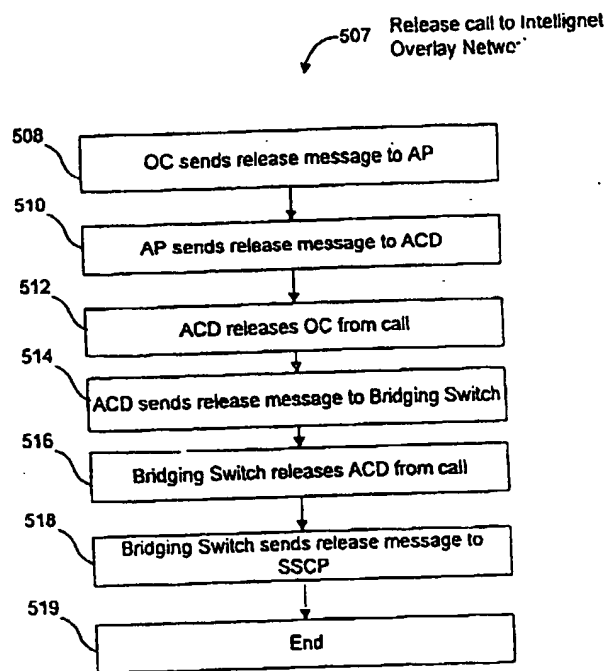 507 Release call to Intellignet
Overlay Networ
508
OC sends release message to AP
510
AP sends release message to ACD
512
ACD releases OC from call
514
ACD sends release message to Bridging Switch
516
Bridging Switch releases ACD from call
518
Bridging Switch sends release message to
SSCP
519
End